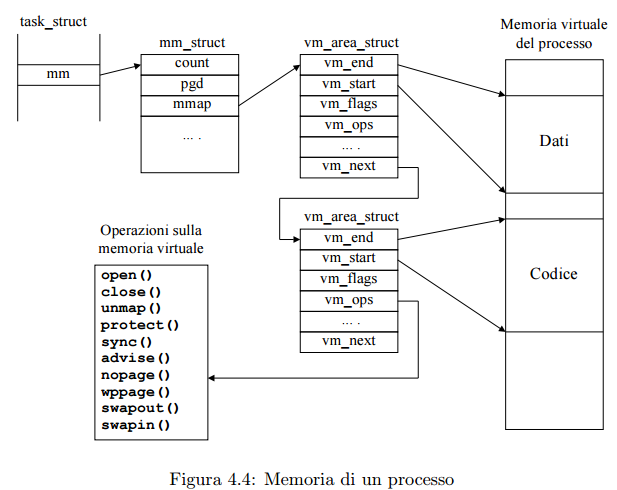 task_struct
mm
mm_struct
count
pgd
mmap
... .
vm_area_struct
vm_end
vm_start
vm_flags
vm_ops
... .
vm_next
Memoria virtuale
del processo
Dati
Codice
vm_area_struct
vm_end
vm_start
vm_flags
vm_ops
... .
vm_next
Operazioni sulla
memoria virtuale
open()
close()
unmap()
protect()
sync()
advise()
nopage()
wppage()
swapout()
swapin()
Figura 4.4: Memoria di un processo